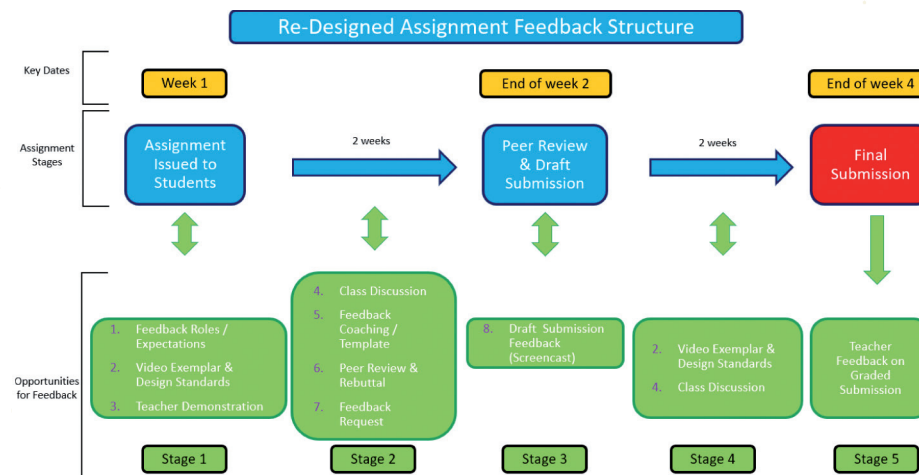 Re-Designed Assignment Feedback Structure
Key Dates
Week 1
End of week 2
End of week 4
Assignment
Stages
Assignment
Issued to
Students
2 weeks
Peer Review
& Draft
Submission
2 weeks
Final
Submission
Opportunities
for Feedback
1. Feedback Roles /
Expectations
2. Video Exemplar &
Design Standards
3. Teacher Demonstration
4. Class Discussion
5. Feedback
Coaching /
Template
6. Peer Review &
Rebuttal
7. Feedback
Request
8. Draft Submission
Feedback
(Screencast)
2. Video Exemplar &
Design Standards
4. Class Discussion
Teacher
Feedback on
Graded
Submission
Stage 1
Stage 2
Stage 3
Stage 4
Stage 5